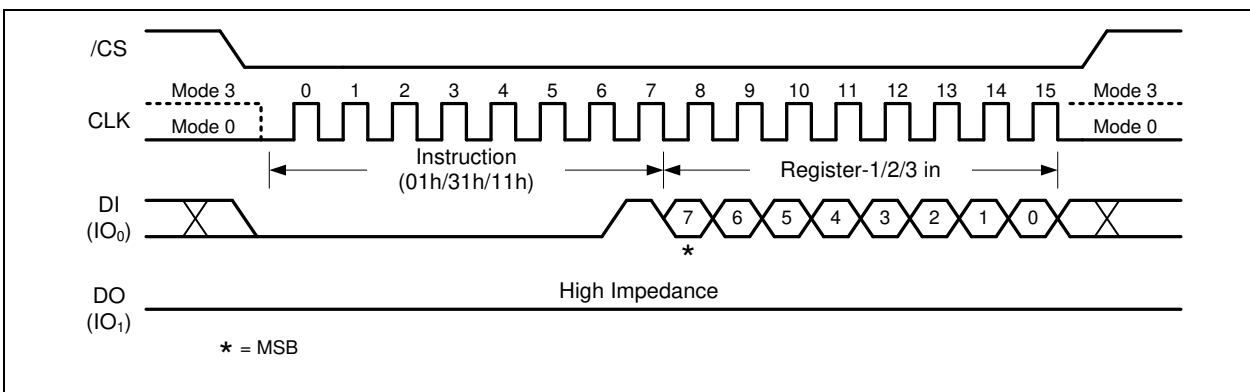 /CS
Mode 3 0 1 2 3 4 5 6 7 8 9 10 11 12 13 14 15 Mode 3
CLK
Mode 0 Mode 0
Instruction
(01h/31h/11h)
Register-1/2/3 in
DI
(IO₀)
7 6 5 4 3 2 1 0
*
High Impedance
DO
(IO₁)
* = MSB